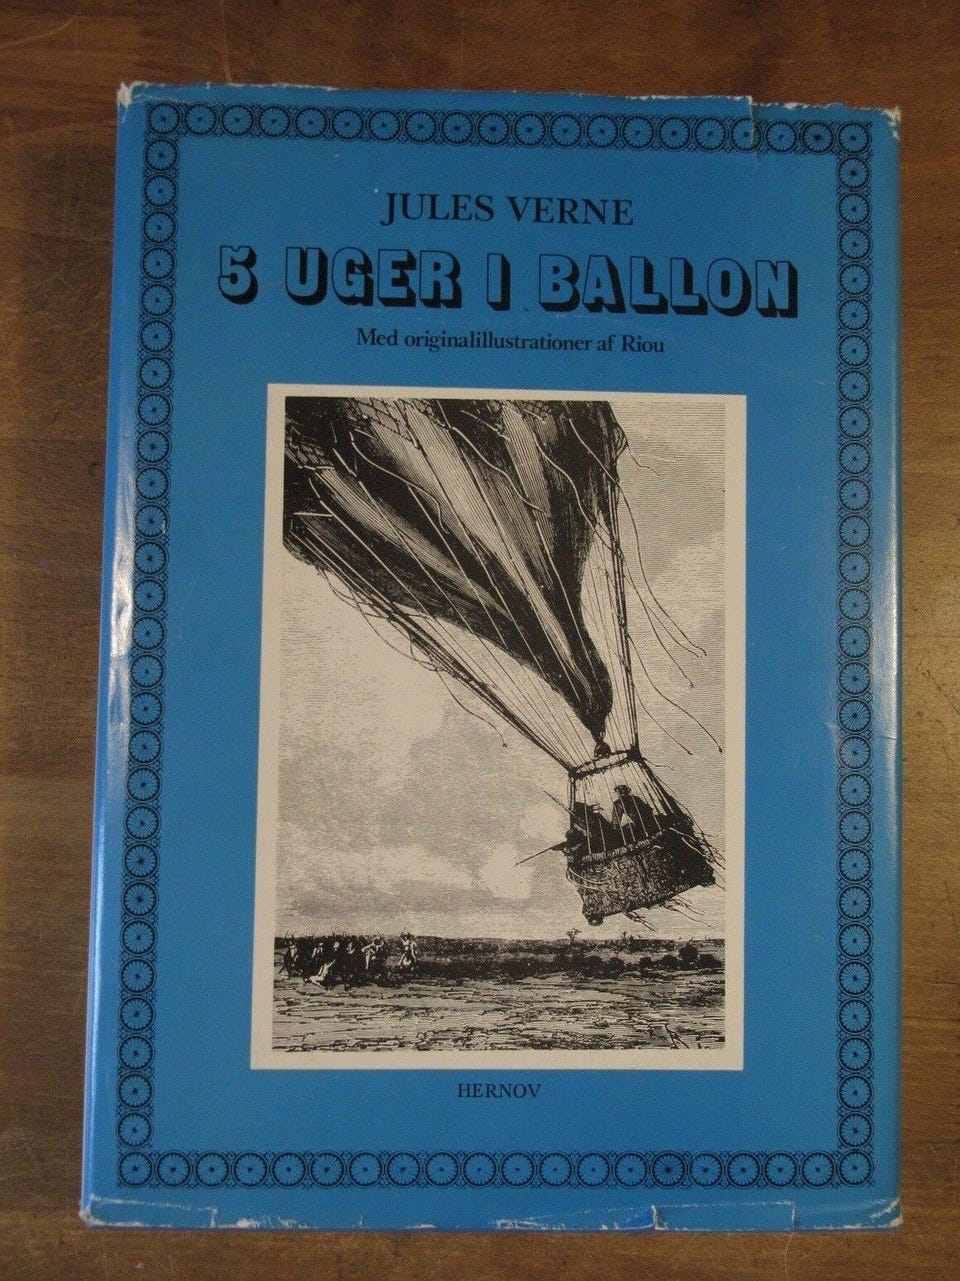 JULES VERNE
5 UGER I BALLON
Med originalillustrationer af Riou
HERNOV